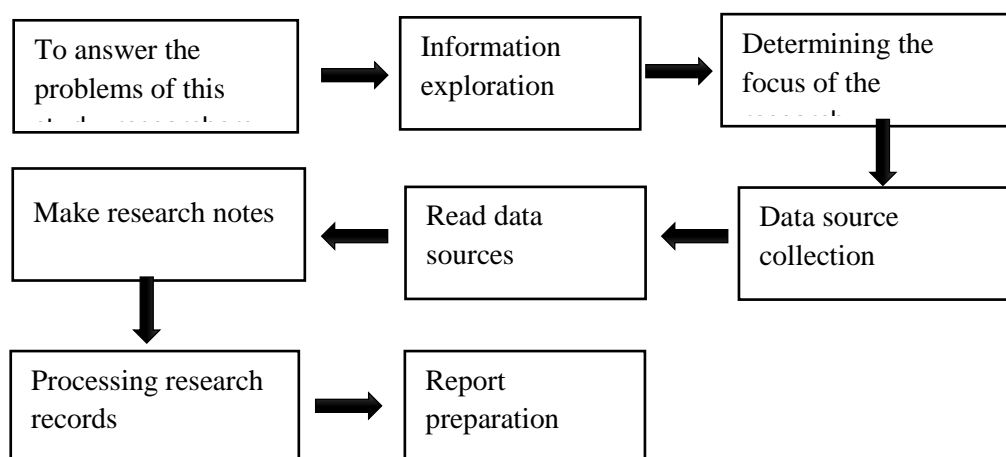 To answer the
problems of this
Information
exploration
Determining the
focus of the
Data source
collection
Read data
sources
Make research notes
Processing research
records
Report
preparation